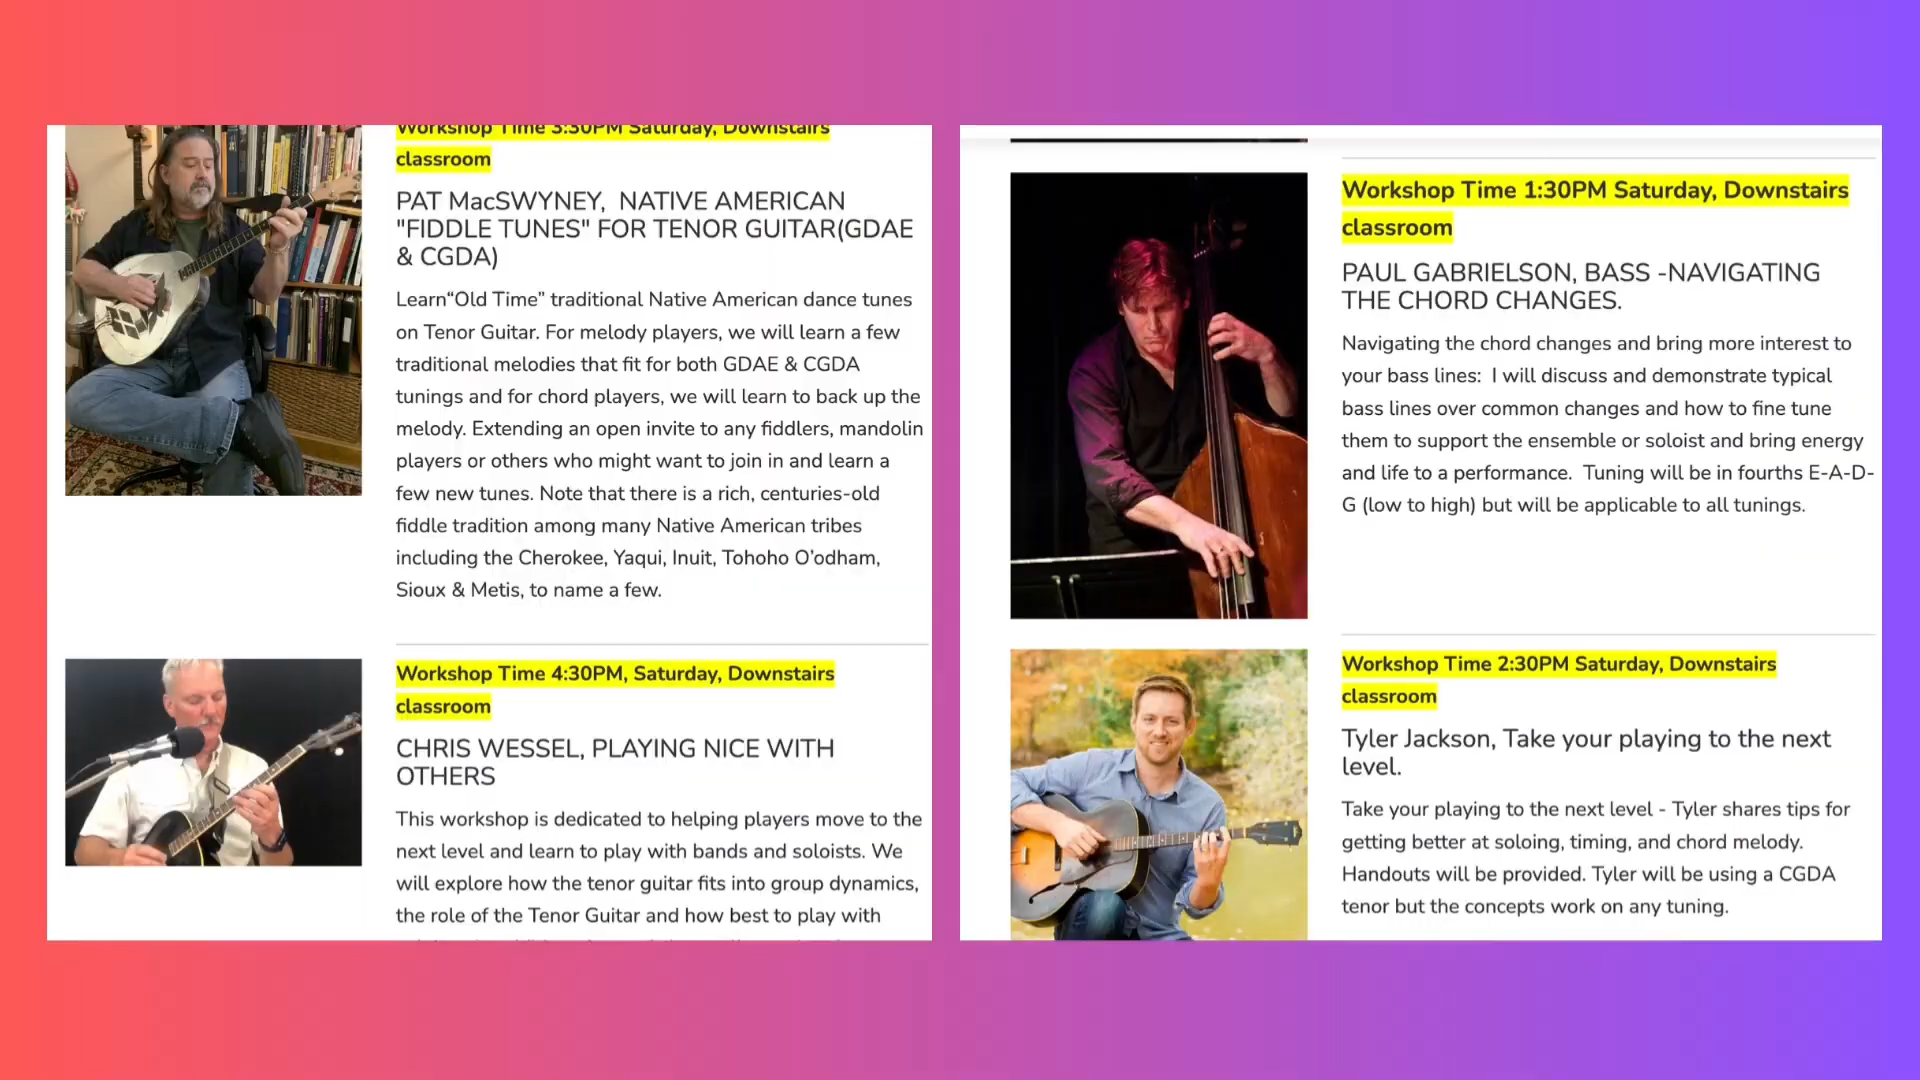 Workshop Time 3:30PM Saturday, Downstairs
classroom
PAT MacSWYNEY, NATIVE AMERICAN
"FIDDLE TUNES" FOR TENOR GUITAR(GDAE
& CGDA)
Learn“Old Time” traditional Native American dance tunes
on Tenor Guitar. For melody players, we will learn a few
traditional melodies that fit for both GDAE & CGDA
tunings and for chord players, we will learn to back up the
melody. Extending an open invite to any fiddlers, mandolin
players or others who might want to join in and learn a
few new tunes. Note that there is a rich, centuries-old
fiddle tradition among many Native American tribes
including the Cherokee, Yaqui, Inuit, Tohoho O’odham,
Sioux & Metis, to name a few.
Workshop Time 4:30PM, Saturday, Downstairs
classroom
CHRIS WESSEL, PLAYING NICE WITH
OTHERS
This workshop is dedicated to helping players move to the
next level and learn to play with bands and soloists. We
will explore how the tenor guitar fits into group dynamics,
the role of the Tenor Guitar and how best to play with
Workshop Time 1:30PM Saturday, Downstairs
classroom
PAUL GABRIELSON, BASS -NAVIGATING
THE CHORD CHANGES.
Navigating the chord changes and bring more interest to
your bass lines: I will discuss and demonstrate typical
bass lines over common changes and how to fine tune
them to support the ensemble or soloist and bring energy
and life to a performance. Tuning will be in fourths E-A-D-
G (low to high) but will be applicable to all tunings.
Workshop Time 2:30PM Saturday, Downstairs
classroom
Tyler Jackson, Take your playing to the next
level.
Take your playing to the next level - Tyler shares tips for
getting better at soloing, timing, and chord melody.
Handouts will be provided. Tyler will be using a CGDA
tenor but the concepts work on any tuning.